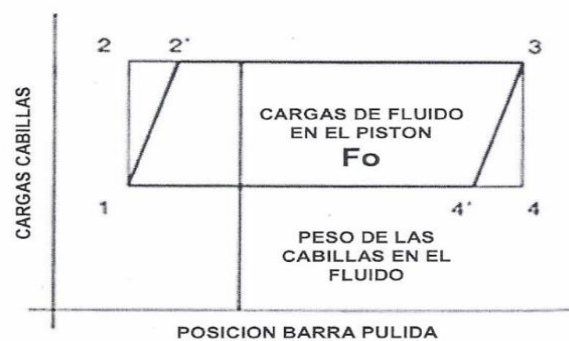 2 2' 3
CARGAS CABILLAS
CARGAS DE FLUIDO
EN EL PISTON
Fo
1 4' 4
PESO DE LAS
CABILLAS EN EL
FLUIDO
POSICION BARRA PULIDA